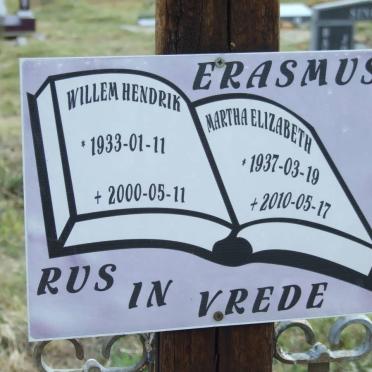 ERASMUS
WILLEM HENDRIK
* 1933-01-11
+ 2000-05-11
MARTHA ELIZABETH
* 1937-03-19
+ 2010-05-17
RUS IN VREDE